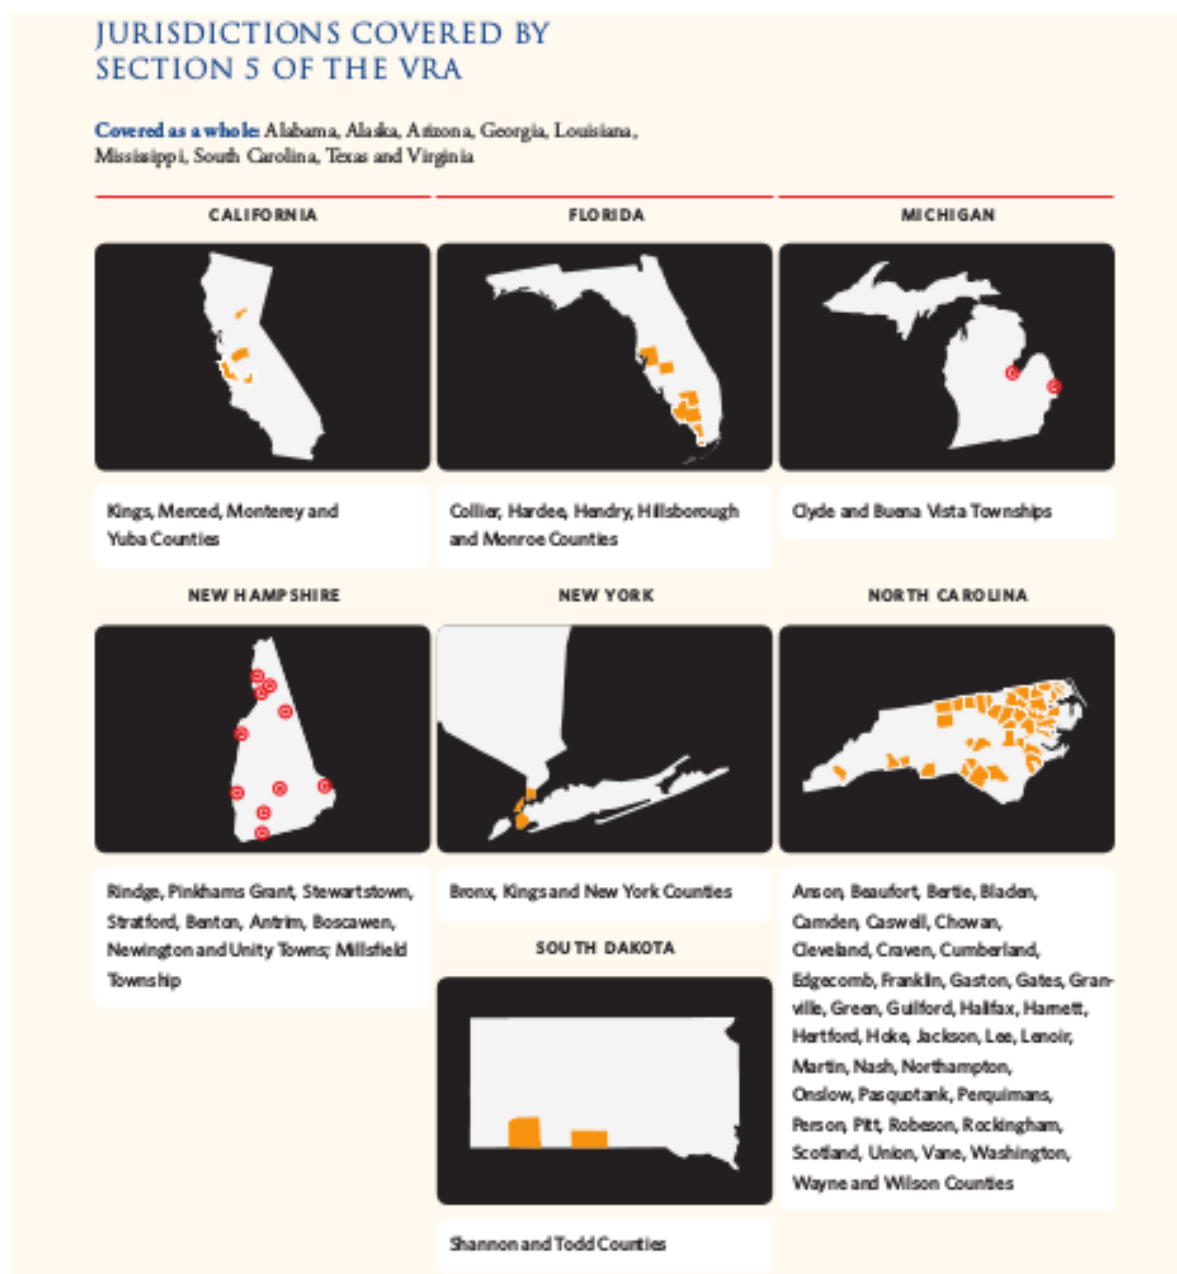 JURISDICTIONS COVERED BY
SECTION 5 OF THE VRA
Covered as a whole: Alabama, Alaska, Arizona, Georgia, Louisiana,
Mississippi, South Carolina, Texas and Virginia
CALIFORNIA
Kings, Merced, Monterey and
Yuba Counties
FLORIDA
Collier, Hardee, Hendry, Hillsborough
and Monroe Counties
MICHIGAN
Clyde and Buena Vista Townships
NEW HAMPSHIRE
Rindge, Pinkhams Grant, Stewartstown,
Stratford, Benton, Antrim, Boscawen,
Newington and Unity Towns; Millsfield
Township
NEW YORK
Bronx, Kings and New York Counties
SOUTH DAKOTA
Shannon and Todd Counties
NORTH CAROLINA
Anson, Beaufort, Bertie, Bladen,
Camden, Caswell, Chowan,
Cleveland, Craven, Cumberland,
Edgecomb, Franklin, Gaston, Gates, Gran-
ville, Green, Guilford, Halifax, Harnett,
Hertford, Hoke, Jackson, Lee, Lenoir,
Martin, Nash, Northampton,
Onslow, Pasquotank, Perquimans,
Person, Pitt, Robeson, Rockingham,
Scotland, Union, Vane, Washington,
Wayne and Wilson Counties